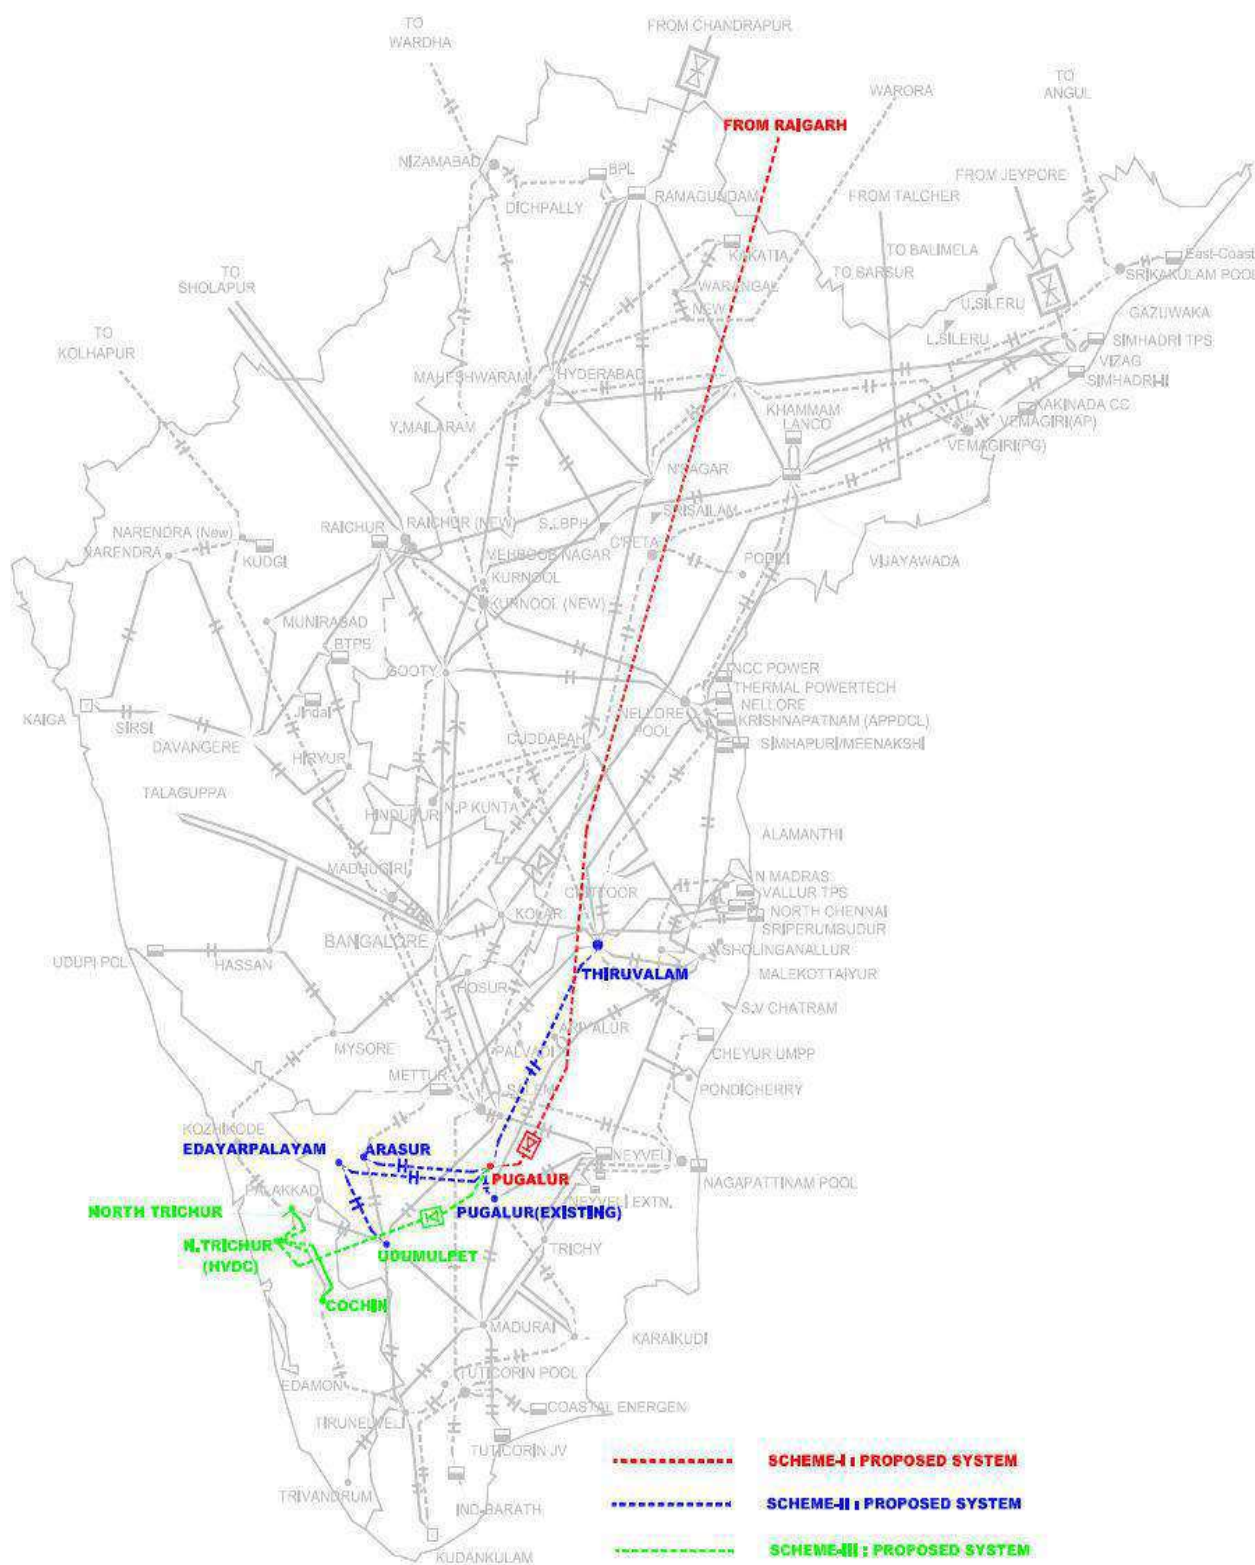 TO
WARDHA
FROM CHANDRAPUR
TO
ANGUL
WARORA
FROM RAIGARH
NIZAMABAD
BPL
FROM JEYPORE
DICHPALLY
RAMAGUNDAM
FROM TALCHER
KAKATIA
TO BALIMELA
East-Coast
TO BARSUR
SRIKAKULAM POOL
TO
SHOLAPUR
WARANGAL
NEW
U.SILERU
GAZUWAKA
TO
KOLHAPUR
L.SILERU
SIMHADRI TPS
VIZAG
MAHESHWARAM
HYDERABAD
SIMHADRI-II
KHAMMAM
LANCO
KAKINADA CC
VEMAGIRI(AP)
Y.MAILARAM
VEMAGIRI(PG)
N'SAGAR
SRISAILAM
NARENDRA (New)
RAICHUR
RAICHUR (NEW)
S.LBPH
NARENDRA
KUDGI
MEHBOOB NAGAR
C'PETA
PODILI
VIJAYAWADA
KURNOOL
KURNOOL (NEW)
MUNIRABAD
BTPS
GOOTY
NCC POWER
THERMAL POWERTECH
NELLORE
KAIGA
SIRSI
Jindal
NELLORE
POOL
KRISHNAPATNAM (APPDCL)
DAVANGERE
CUDDAPAH
SIMHAPURI/MEENAKSHI
HIRYUR
TALAGUPPA
HINDUPUR
N.P KUNTA
ALAMANTHI
MADHUGIRI
CHITTOOR
N MADRAS
VALLUR TPS
KOLAR
NORTH CHENNAI
BANGALORE
SRIPERUMBUDUR
UDUPI POL
HASSAN
SHOLINGANALLUR
HOSUR
THIRUVALAM
MALEKOTTAIYUR
S.V CHATRAM
MYSORE
ARIYALUR
PALVADI
CHEYUR UMPP
METTUR
SALEM
PONDICHERRY
KOZHIKODE
EDAYARPALAYAM
ARASUR
NEYVELI
PUGALUR
NAGAPATTINAM POOL
PALAKKAD
NEYVELI EXTN.
NORTH TRICHUR
PUGALUR(EXISTING)
N.TRICHUR
(HVDC)
UDUMULPET
TRICHY
COCHIN
MADURAI
KARAIKUDI
EDAMON
TUTICORIN POOL
TIRUNELVELI
COASTAL ENERGEN
TUTICORIN JV
SCHEME-I : PROPOSED SYSTEM
TRIVANDRUM
IND-BARATH
SCHEME-II : PROPOSED SYSTEM
KUDANKULAM
SCHEME-III : PROPOSED SYSTEM